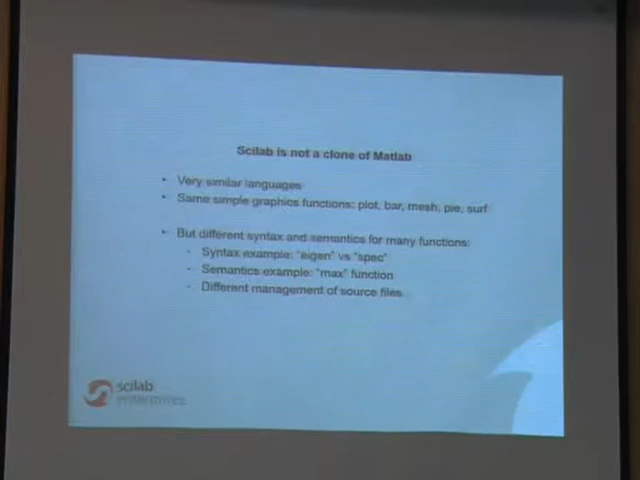 Scilab is not a clone of Matlab
• Very similar languages
• Same simple graphics functions: plot, bar, mesh, pie, surf
• But different syntax and semantics for many functions:
- Syntax example: "eigen" vs "spec"
- Semantics example: "max" function
- Different management of source files
scilab
enterprises